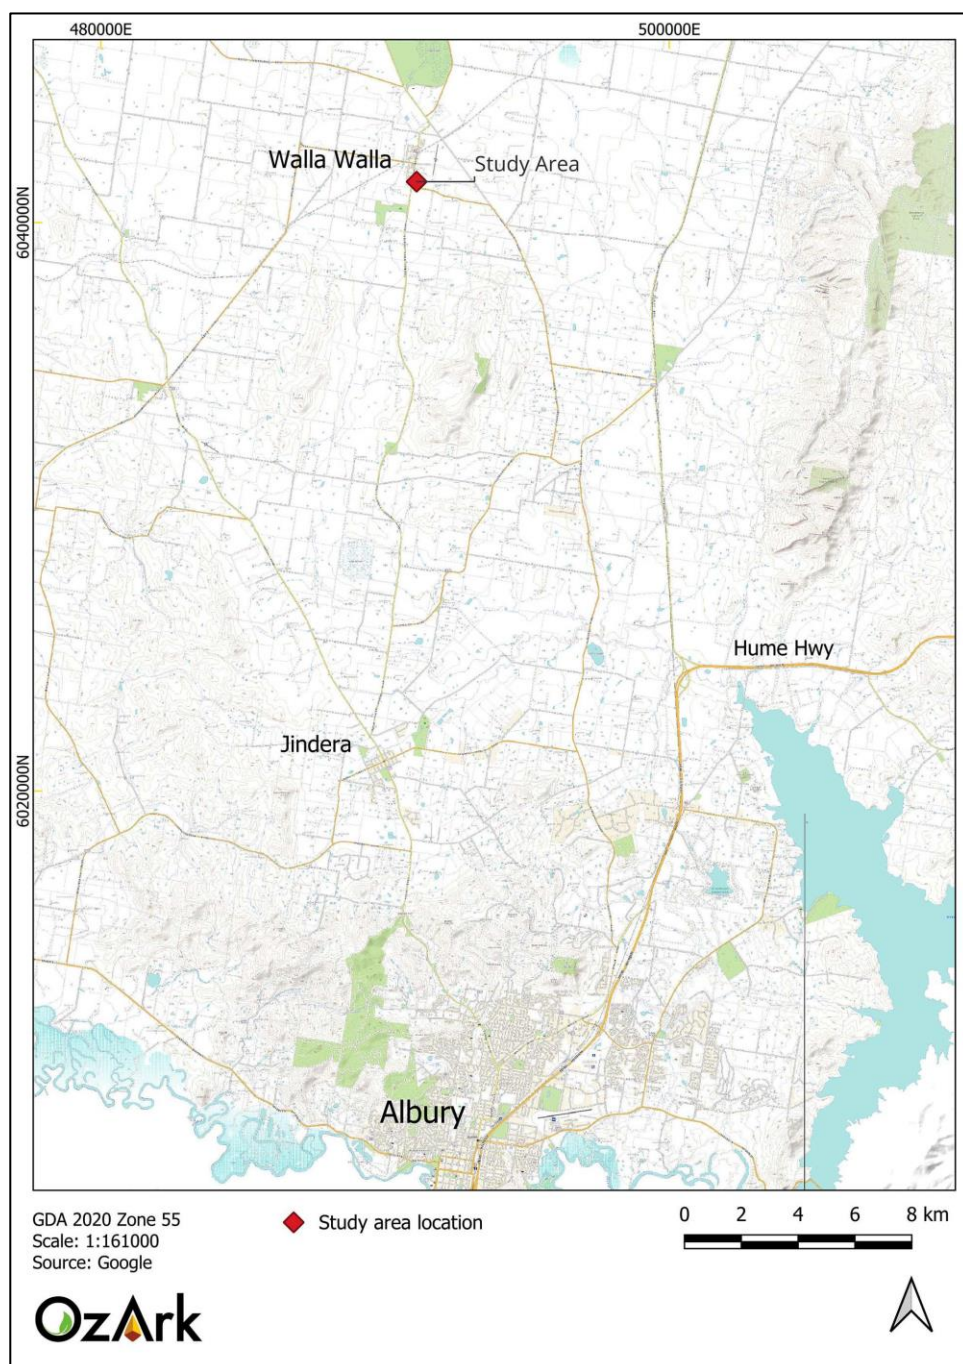 480000E
500000E
Walla Walla
Study Area
6040000N
Hume Hwy
Jindera
6020000N
Albury
GDA 2020 Zone 55
Scale: 1:161000
Source: Google
Study area location
0 2 4 6 8 km
OzArk